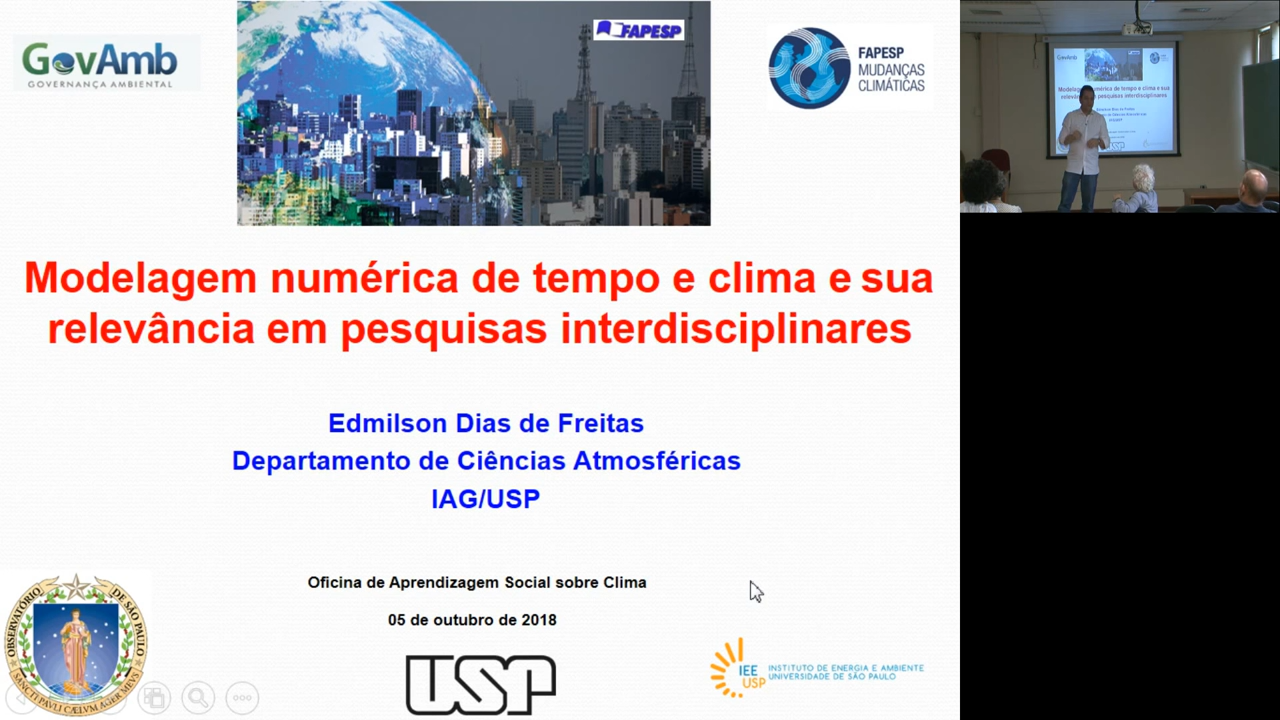 GovAmb
GOVERNANÇA AMBIENTAL
FAPESP
FAPESP
MUDANÇAS
CLIMÁTICAS
Modelagem numérica de tempo e clima e sua
relevância em pesquisas interdisciplinares
Edmilson Dias de Freitas
Departamento de Ciências Atmosféricas
IAG/USP
Oficina de Aprendizagem Social sobre Clima
05 de outubro de 2018
OBSERVATÓRIO DE SÃO PAULO
SANCTI PAVLI CÆLVM AGER MEVS
USP
IEE
USP
INSTITUTO DE ENERGIA E AMBIENTE
UNIVERSIDADE DE SÃO PAULO